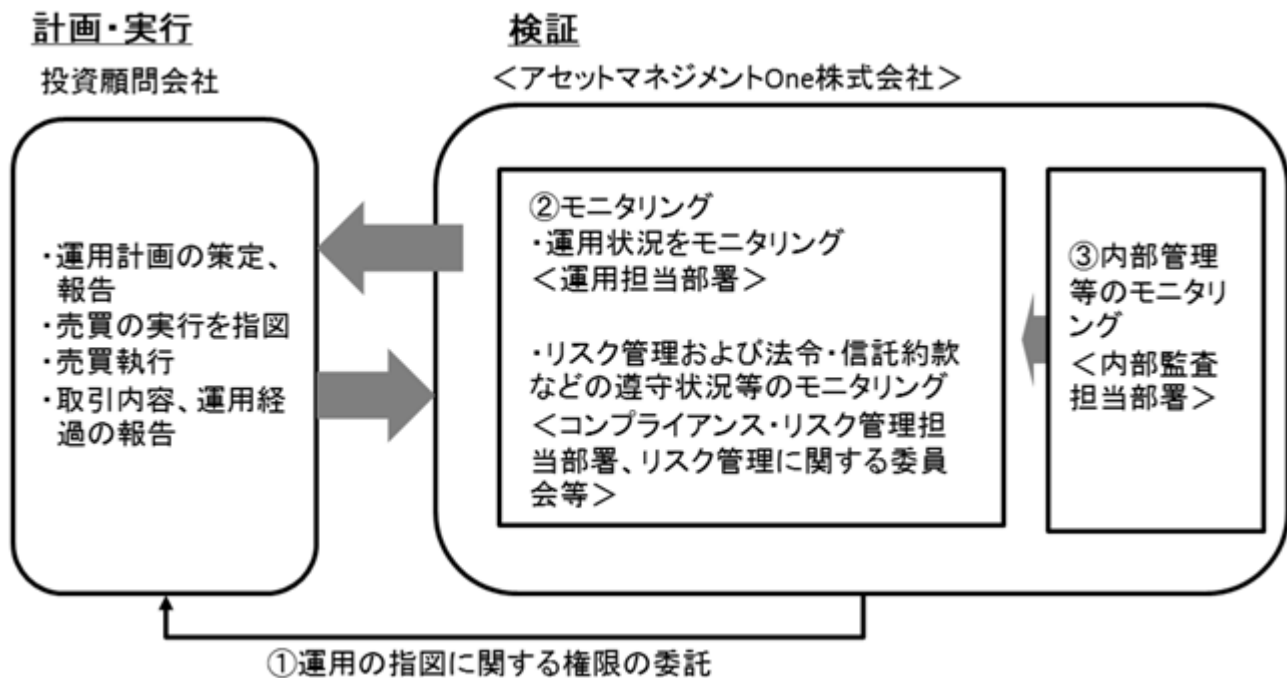 計画・実行
投資顧問会社
・運用計画の策定、
報告
・売買の実行を指図
・売買執行
・取引内容、運用経
過の報告
検証
＜アセットマネジメントOne株式会社＞
②モニタリング
・運用状況をモニタリング
＜運用担当部署＞
・リスク管理および法令・信託約款
などの遵守状況等のモニタリング
＜コンプライアンス・リスク管理担
当部署、リスク管理に関する委員
会等＞
③内部管理
等のモニタリ
ング
＜内部監査
担当部署＞
①運用の指図に関する権限の委託